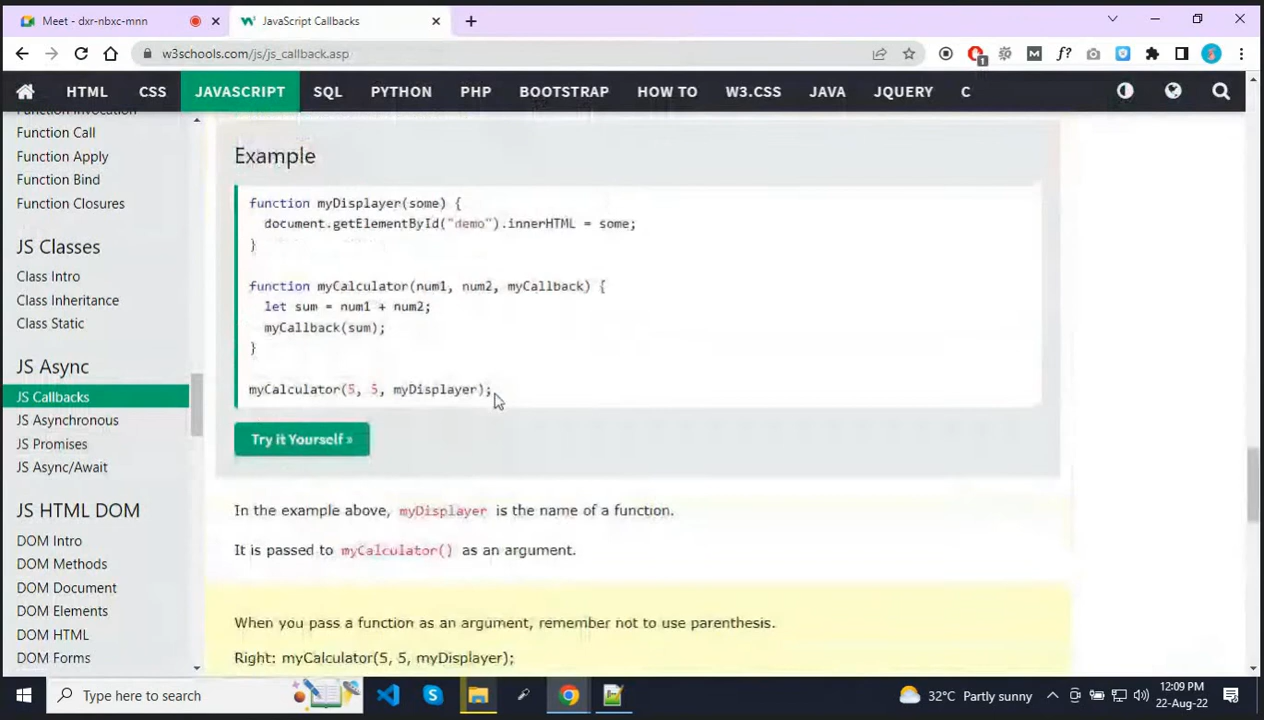 Meet - dxr-nbxc-mnn
JavaScript Callbacks
w3schools.com/js/js_callback.asp
1
HTML
CSS
JAVASCRIPT
SQL
PYTHON
PHP
BOOTSTRAP
HOW TO
W3.CSS
JAVA
JQUERY
C
Function Invocation
Function Call
Function Apply
Function Bind
Function Closures
JS Classes
Class Intro
Class Inheritance
Class Static
JS Async
JS Callbacks
JS Asynchronous
JS Promises
JS Async/Await
JS HTML DOM
DOM Intro
DOM Methods
DOM Document
DOM Elements
DOM HTML
DOM Forms
Example
function myDisplayer(some) {
document.getElementById("demo").innerHTML = some;
}
function myCalculator(num1, num2, myCallback) {
let sum = num1 + num2;
myCallback(sum);
}
myCalculator(5, 5, myDisplayer);
Try it Yourself »
In the example above, myDisplayer is the name of a function.
It is passed to myCalculator() as an argument.
When you pass a function as an argument, remember not to use parenthesis.
Right: myCalculator(5, 5, myDisplayer);
Type here to search
32°C Partly sunny
12:09 PM
22-Aug-22